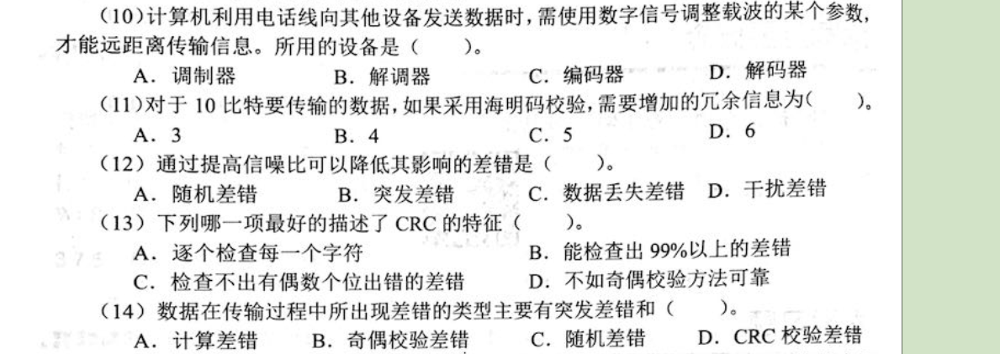 (10)计算机利用电话线向其他设备发送数据时,需使用数字信号调整载波的某个参数,
才能远距离传输信息。所用的设备是(　　)。
A．调制器　　B．解调器　　C．编码器　　D．解码器
(11)对于 10 比特要传输的数据,如果采用海明码校验,需要增加的冗余信息为(　　)。
A．3　　B．4　　C．5　　D．6
(12)通过提高信噪比可以降低其影响的差错是(　　)。
A．随机差错　　B．突发差错　　C．数据丢失差错　　D．干扰差错
(13)下列哪一项最好的描述了 CRC 的特征(　　)。
A．逐个检查每一个字符　　B．能检查出 99%以上的差错
C．检查不出有偶数个位出错的差错　　D．不如奇偶校验方法可靠
(14)数据在传输过程中所出现差错的类型主要有突发差错和(　　)。
A．计算差错　　B．奇偶校验差错　　C．随机差错　　D．CRC 校验差错